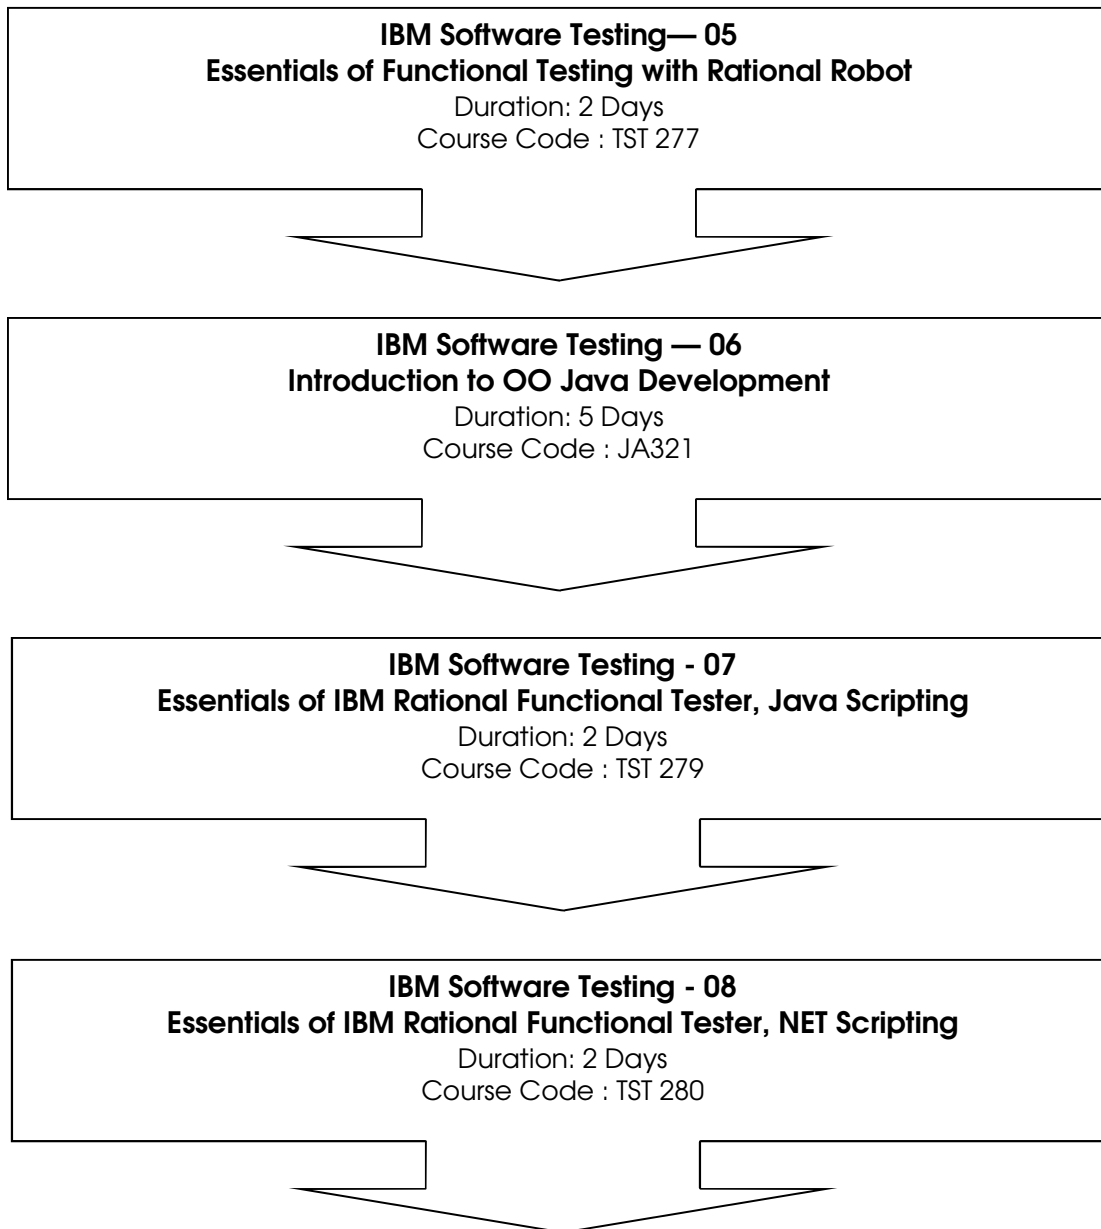 IBM Software Testing— 05
Essentials of Functional Testing with Rational Robot
Duration: 2 Days
Course Code : TST 277
IBM Software Testing — 06
Introduction to OO Java Development
Duration: 5 Days
Course Code : JA321
IBM Software Testing - 07
Essentials of IBM Rational Functional Tester, Java Scripting
Duration: 2 Days
Course Code : TST 279
IBM Software Testing - 08
Essentials of IBM Rational Functional Tester, NET Scripting
Duration: 2 Days
Course Code : TST 280